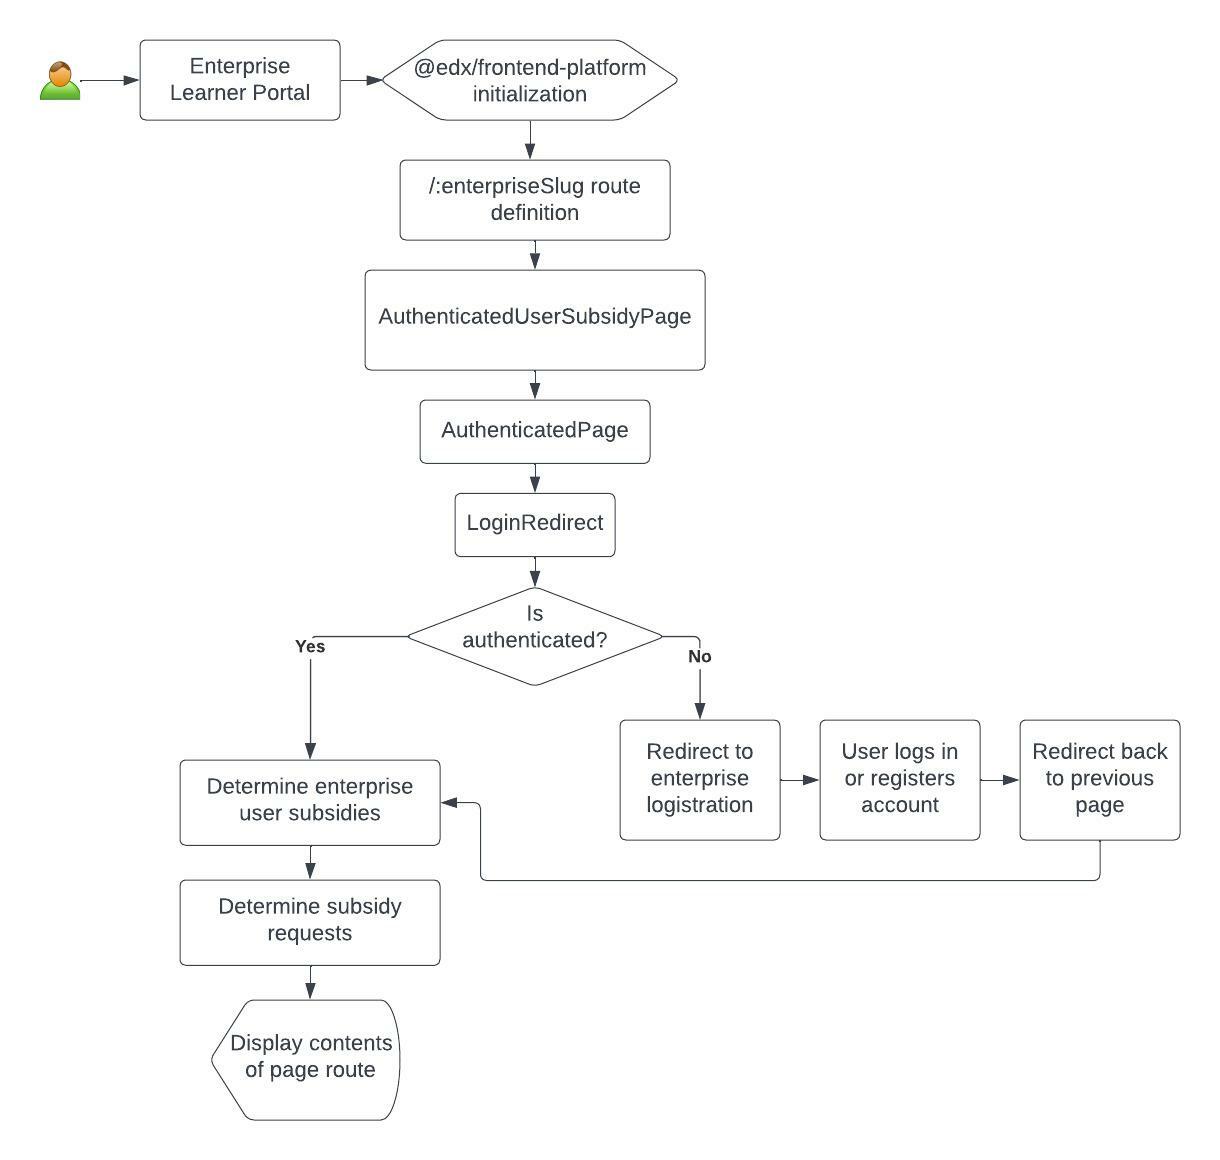 Enterprise
Learner Portal
@edx/frontend-platform
initialization
/:enterpriseSlug route
definition
AuthenticatedUserSubsidyPage
AuthenticatedPage
LoginRedirect
Is
authenticated?
Yes
No
Redirect to
enterprise
logistration
User logs in
or registers
account
Redirect back
to previous
page
Determine enterprise
user subsidies
Determine subsidy
requests
Display contents
of page route